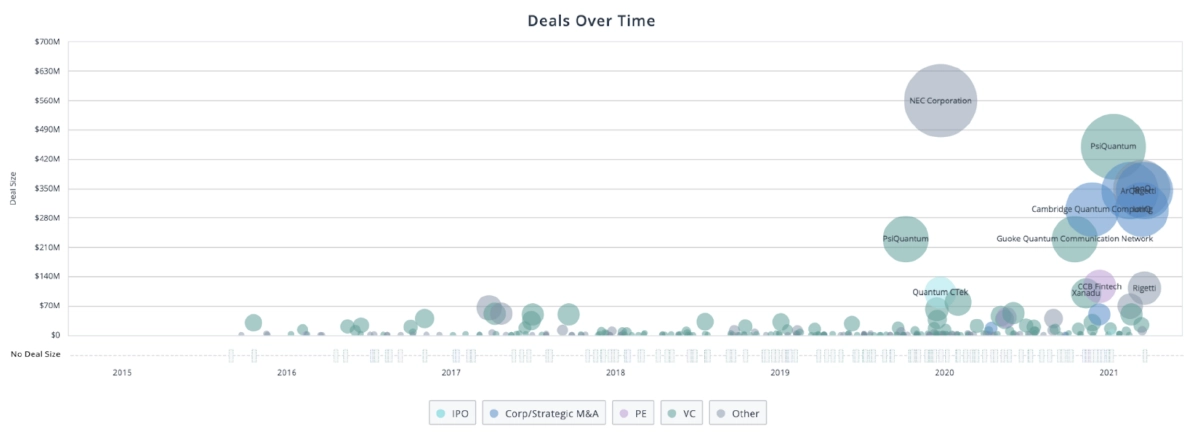 Deals Over Time
$700M
$630M
$560M
$490M
$420M
$350M
$280M
$210M
$140M
$70M
$0
No Deal Size
Deal Size
NEC Corporation
PsiQuantum
Cambridge Quantum Computing
PsiQuantum
Guoke Quantum Communication Network
Quantum CTek
CCB Fintech
Xanadu
Rigetti
2015
2016
2017
2018
2019
2020
2021
IPO
Corp/Strategic M&A
PE
VC
Other